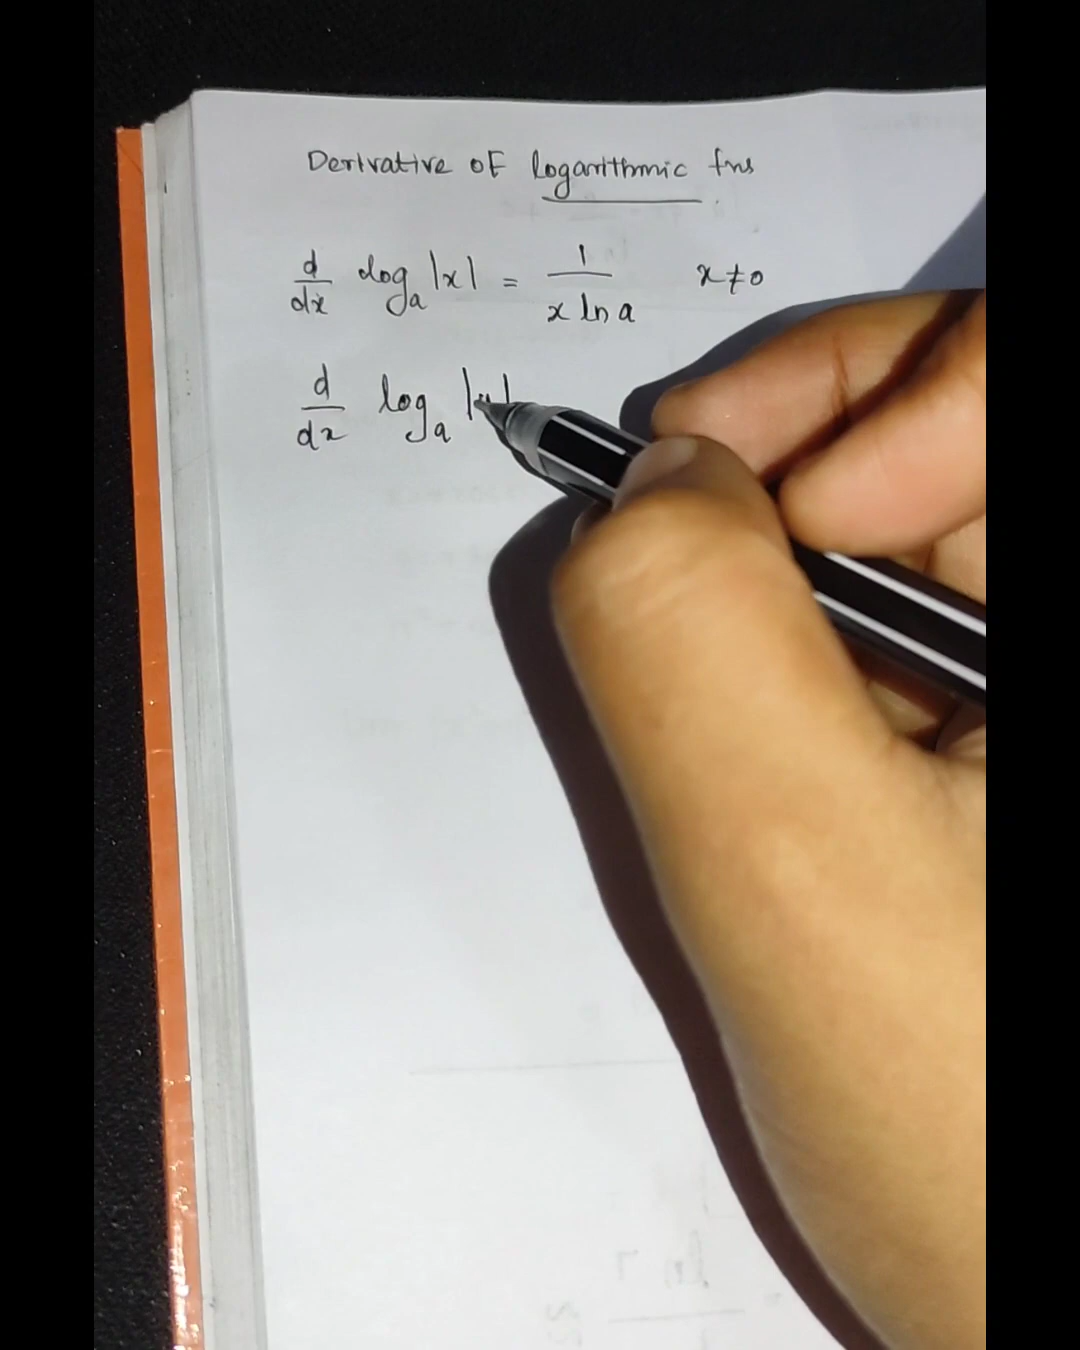 Derivative of logarithmic fns
d/dx log_a |x| = 1/(x ln a) x ≠ 0
d/dx log_a |u|